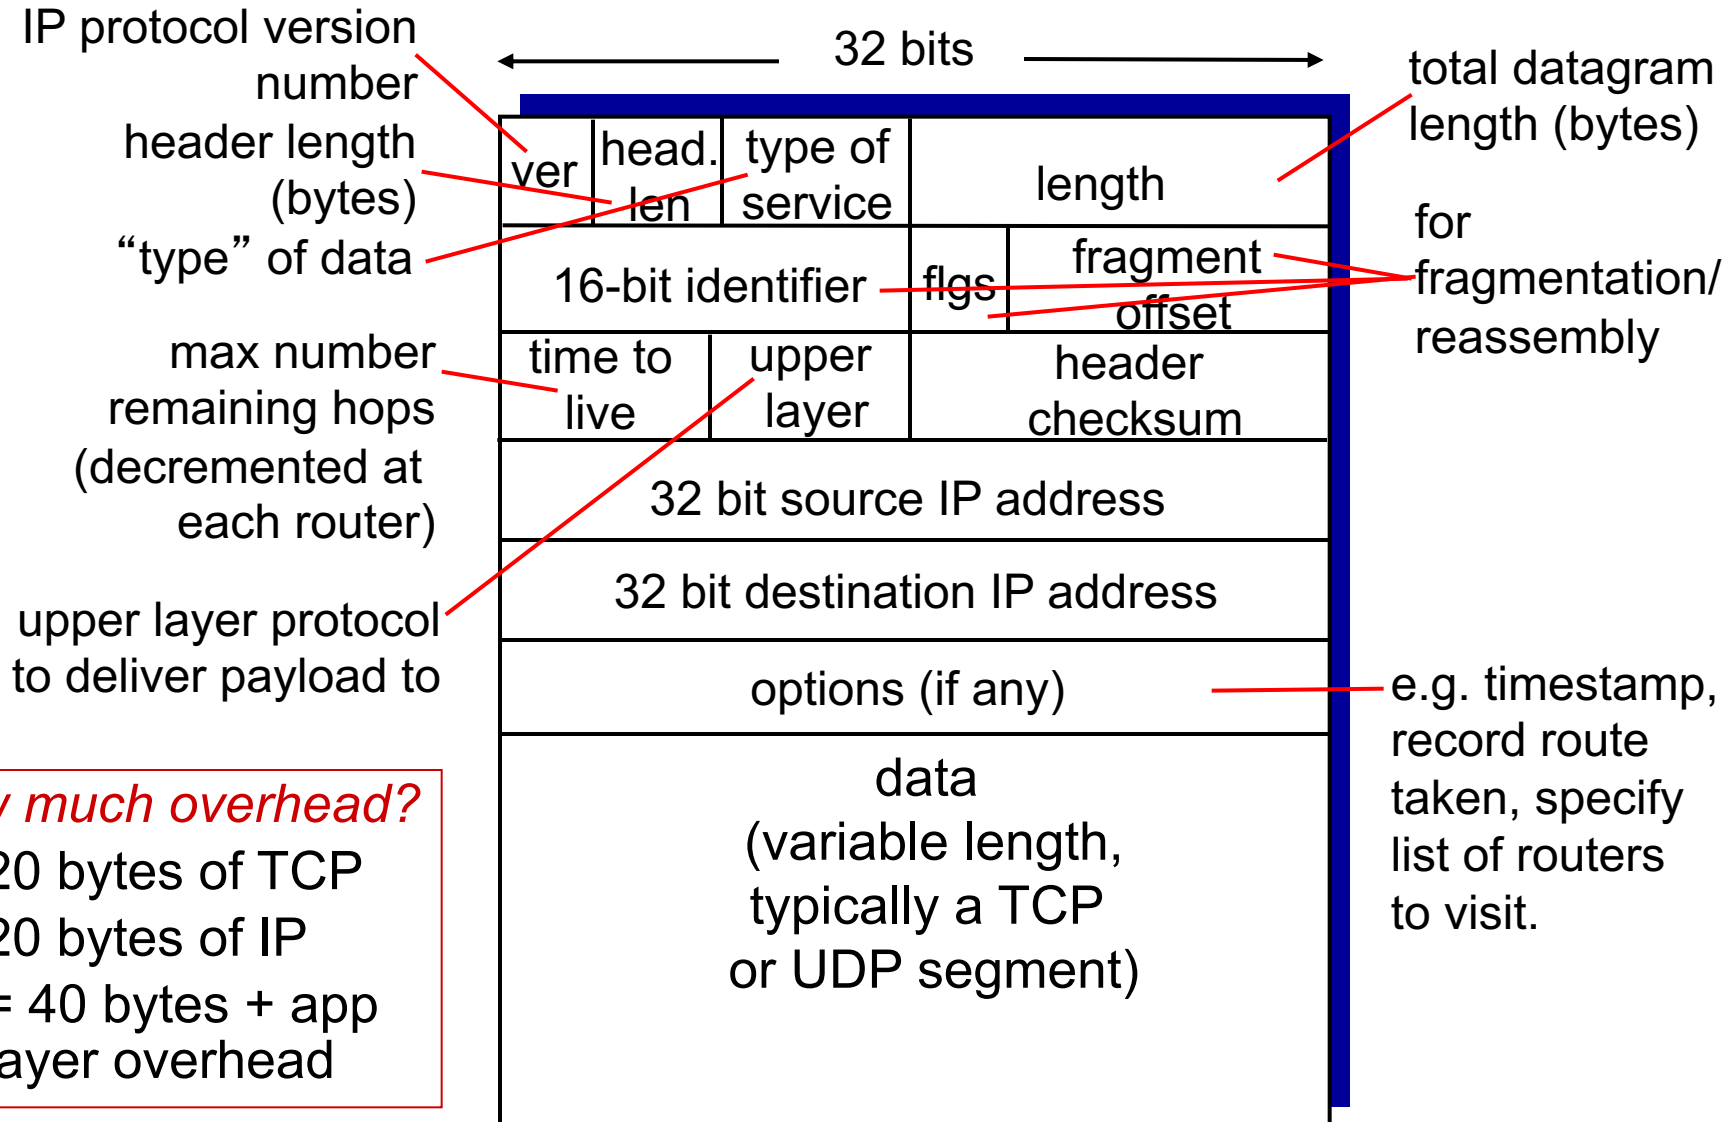 IP protocol version
number
header length
(bytes)
“type” of data
max number
remaining hops
(decremented at
each router)
upper layer protocol
to deliver payload to
much overhead?
20 bytes of TCP
20 bytes of IP
= 40 bytes + app
overhead
32 bits
ver
head.
len
type of
service
length
16-bit identifier
flgs
fragment
offset
time to
live
upper
layer
header
checksum
32 bit source IP address
32 bit destination IP address
options (if any)
data
(variable length,
typically a TCP
or UDP segment)
total datagram
length (bytes)
for
fragmentation/
reassembly
e.g. timestamp,
record route
taken, specify
list of routers
to visit.